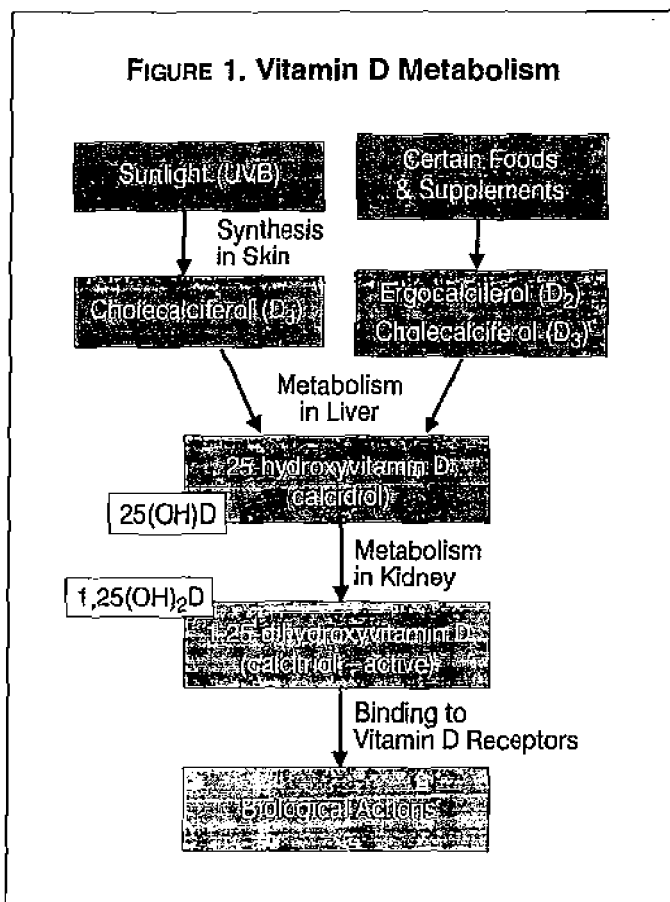 FIGURE 1. Vitamin D Metabolism
Sunlight (UVB)
Certain Foods
& Supplements
Synthesis
in Skin
Cholecalciferol (D₃)
Ergocalciferol (D₂)
Cholecalciferol (D₃)
Metabolism
in Liver
25-hydroxyvitamin D
(calcidiol)
25(OH)D
Metabolism
in Kidney
1,25(OH)₂D
1,25-dihydroxyvitamin D
(calcitriol – active)
Binding to
Vitamin D Receptors
Biological Actions